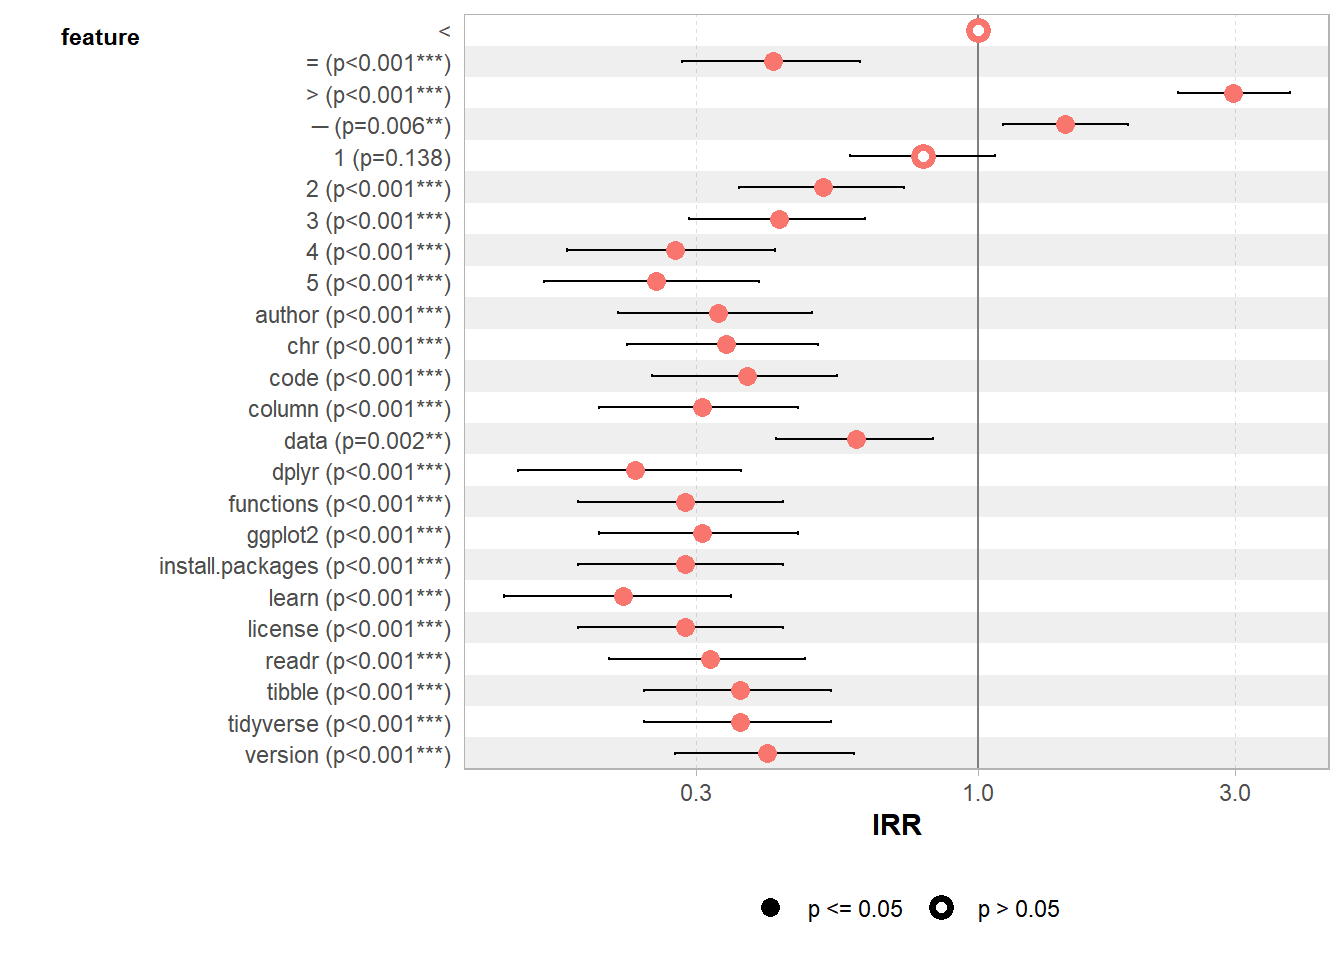 feature
<
= (p<0.001***)
> (p<0.001***)
— (p=0.006**)
1 (p=0.138)
2 (p<0.001***)
3 (p<0.001***)
4 (p<0.001***)
5 (p<0.001***)
author (p<0.001***)
chr (p<0.001***)
code (p<0.001***)
column (p<0.001***)
data (p=0.002**)
dplyr (p<0.001***)
functions (p<0.001***)
ggplot2 (p<0.001***)
install.packages (p<0.001***)
learn (p<0.001***)
license (p<0.001***)
readr (p<0.001***)
tibble (p<0.001***)
tidyverse (p<0.001***)
version (p<0.001***)
0.3 1.0 3.0
IRR
p <= 0.05 p > 0.05